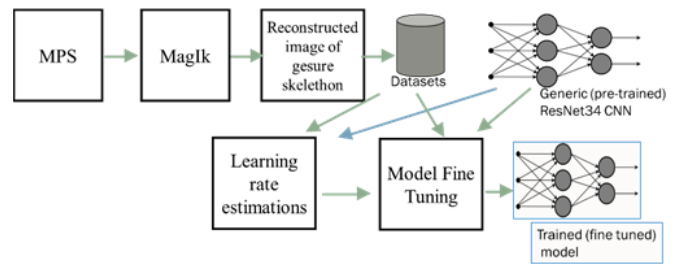 MPS
MagIk
Reconstructed
image of
gesure
skelethon
Datasets
Generic (pre-trained)
ResNet34 CNN
Learning
rate
estimations
Model Fine
Tuning
Trained (fine tuned)
model